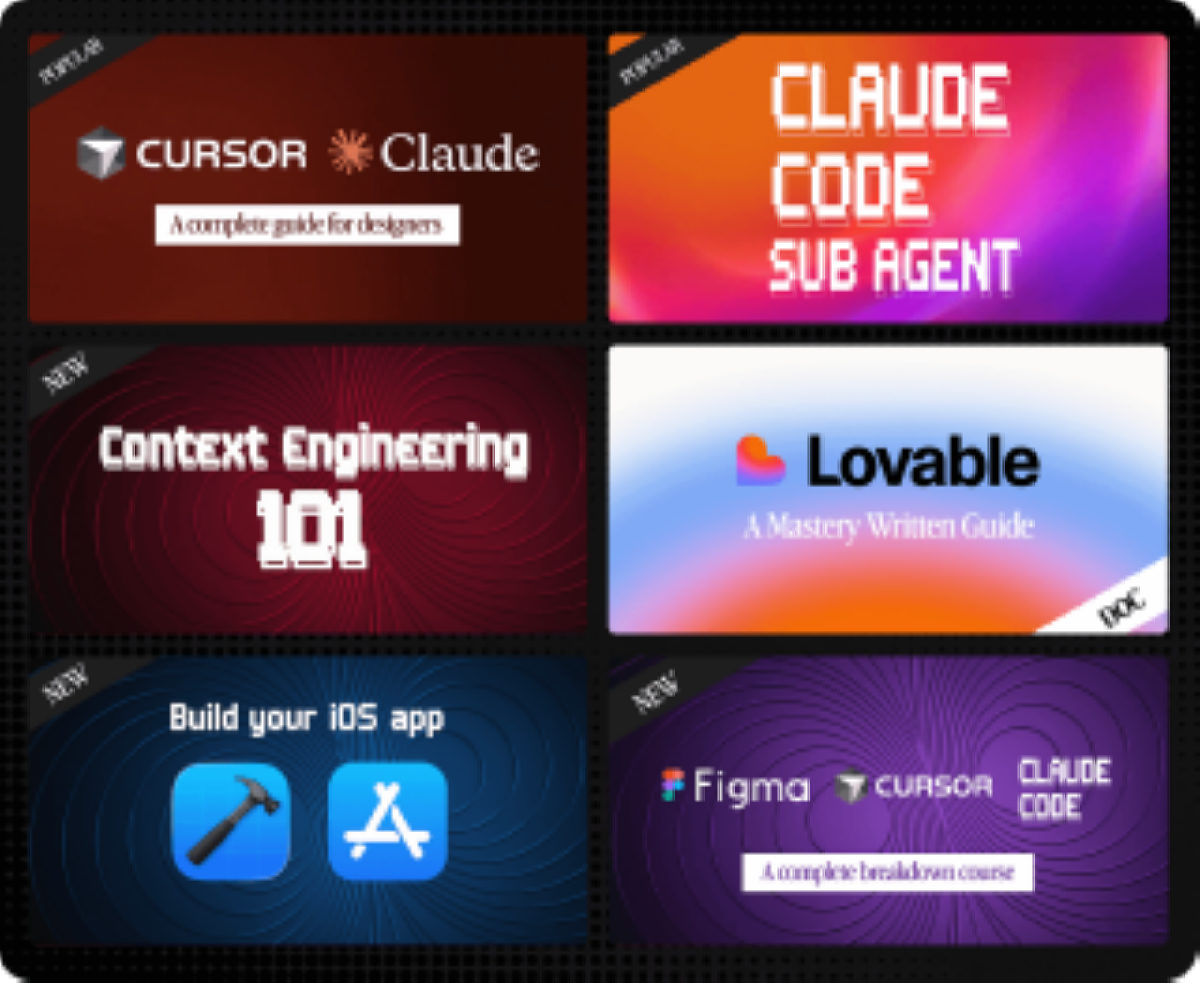 POPULAR
CURSOR Claude
A complete guide for designers
POPULAR
CLAUDE
CODE
SUB AGENT
NEW
Context Engineering
101
Lovable
A Mastery Written Guide
DOC
NEW
Build your iOS app
NEW
Figma CURSOR CLAUDE
CODE
A complete breakdown course